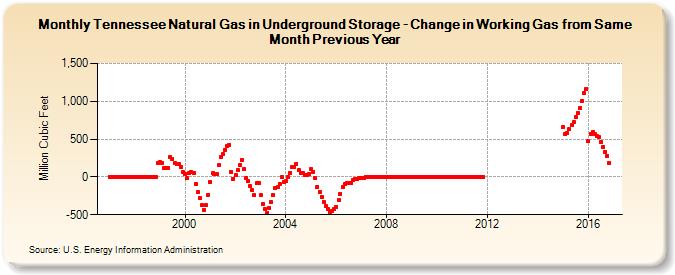 Monthly Tennessee Natural Gas in Underground Storage - Change in Working Gas from Same
Month Previous Year
Million Cubic Feet
1,500
1,000
500
0
-500
2000
2004
2008
2012
2016
Source: U.S. Energy Information Administration